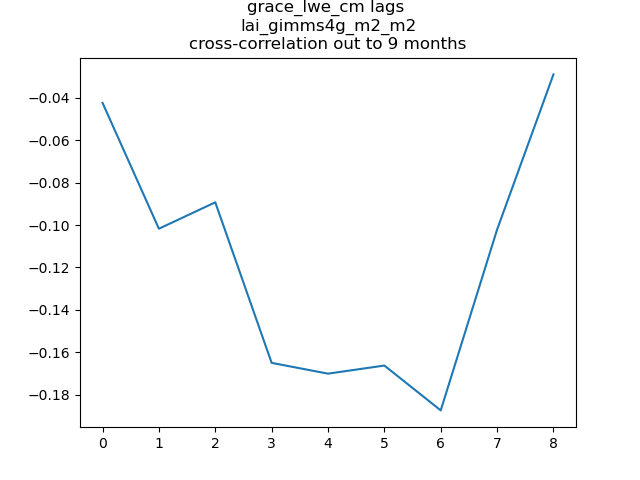 grace_lwe_cm lags
lai_gimms4g_m2_m2
cross-correlation out to 9 months
−0.04
−0.06
−0.08
−0.10
−0.12
−0.14
−0.16
−0.18
0 1 2 3 4 5 6 7 8